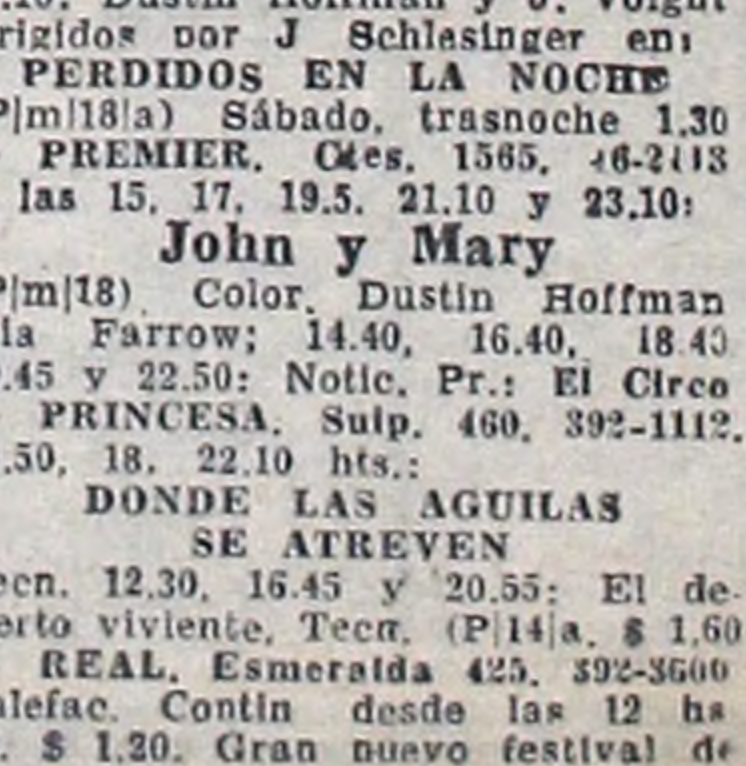 Dustin Hoffman y J. Voight
rigidos por J Schlesinger en:
PERDIDOS EN LA NOCHE
P|m|18|a) Sábado, trasnoche 1.30
PREMIER. Ctes. 1565.
las 15, 17, 19.5, 21.10 y 23.10:
John y Mary
P|m|18). Color. Dustin Hoffman
ia Farrow; 14.40, 16.40, 18.40
.45 y 22.50: Notic. Pr.: El Circo
PRINCESA. Suip. 460. 392-1112.
.50, 18, 22.10 hts.:
DONDE LAS AGUILAS
SE ATREVEN
ecn. 12.30, 16.45 y 20.55: El de-
erto viviente. Tecn. (P|14|a. $ 1,60
REAL. Esmeralda 425. 392-3600
alefac. Contin desde las 12 hs
. $ 1.20. Gran nuevo festival de